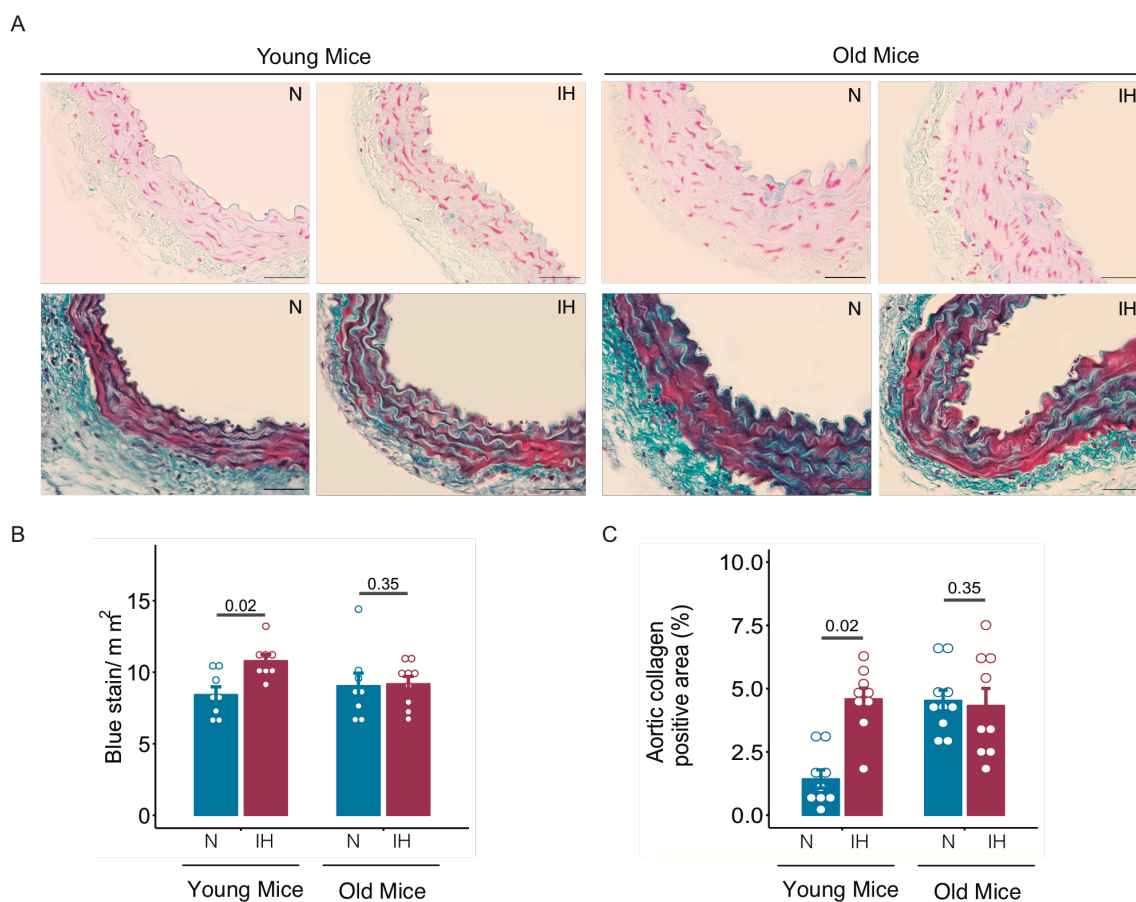 A
Young Mice
Old Mice
N
IH
N
IH
N
IH
N
IH
B
Blue stain/ m m²
15
10
5
0
0.02
0.35
N
IH
N
IH
Young Mice
Old Mice
C
Aortic collagen
positive area (%)
10.0
7.5
5.0
2.5
0.0
0.02
0.35
N
IH
N
IH
Young Mice
Old Mice